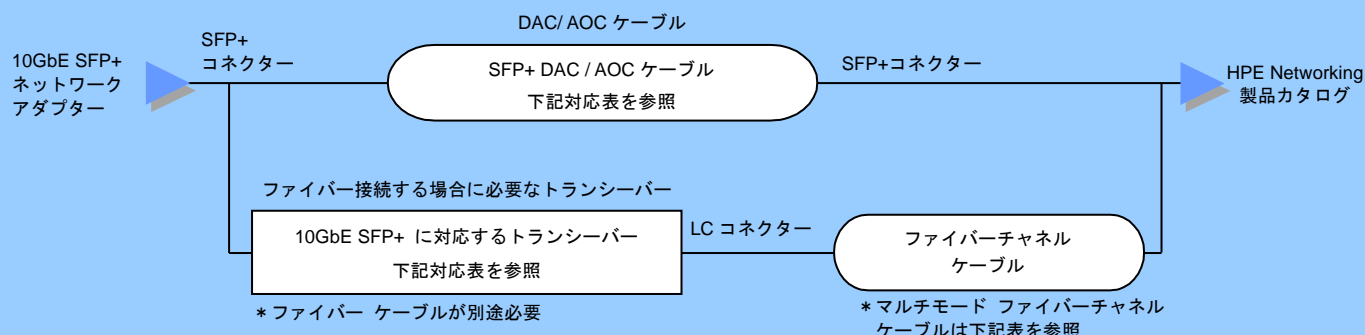 DAC/ AOC ケーブル
10GbE SFP+
ネットワーク
アダプター
SFP+
コネクター
SFP+ DAC / AOC ケーブル
下記対応表を参照
SFP+コネクター
HPE Networking
製品カタログ
ファイバー接続する場合に必要なトランシーバー
10GbE SFP+ に対応するトランシーバー
下記対応表を参照
LC コネクター
ファイバーチャネル
ケーブル
*ファイバー ケーブルが別途必要
*マルチモード ファイバーチャネル
ケーブルは下記表を参照